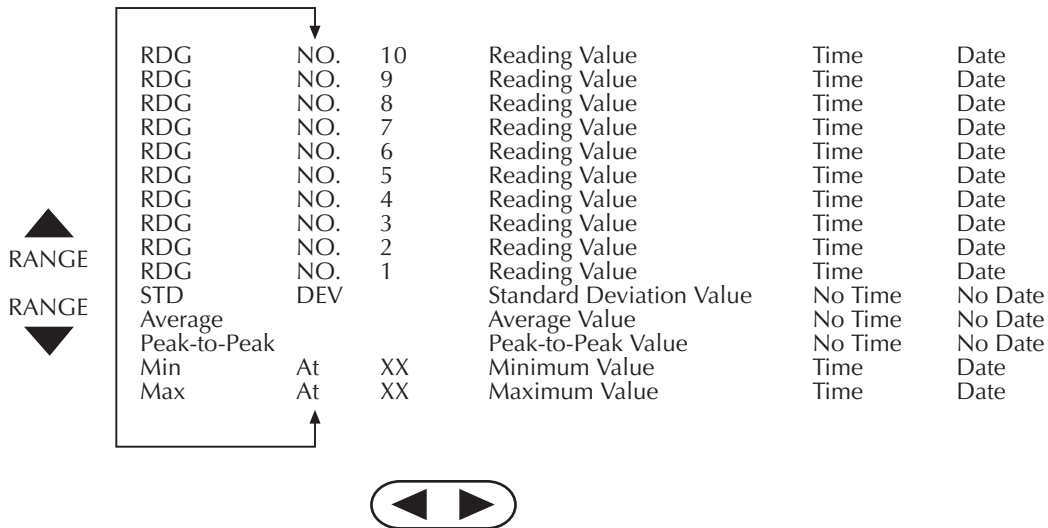 RDG NO. 10 Reading Value Time Date
RDG NO. 9 Reading Value Time Date
RDG NO. 8 Reading Value Time Date
RDG NO. 7 Reading Value Time Date
RDG NO. 6 Reading Value Time Date
RDG NO. 5 Reading Value Time Date
RDG NO. 4 Reading Value Time Date
RDG NO. 3 Reading Value Time Date
RDG NO. 2 Reading Value Time Date
RANGE
RDG NO. 1 Reading Value Time Date
STD DEV Standard Deviation Value No Time No Date
RANGE
Average Average Value No Time No Date
Peak-to-Peak Peak-to-Peak Value No Time No Date
Min At XX Minimum Value Time Date
Max At XX Maximum Value Time Date